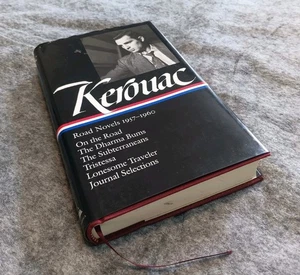 Kerouac
Road Novels 1957–1960
On the Road
The Dharma Bums
The Subterraneans
Tristessa
Lonesome Traveler
Journal Selections